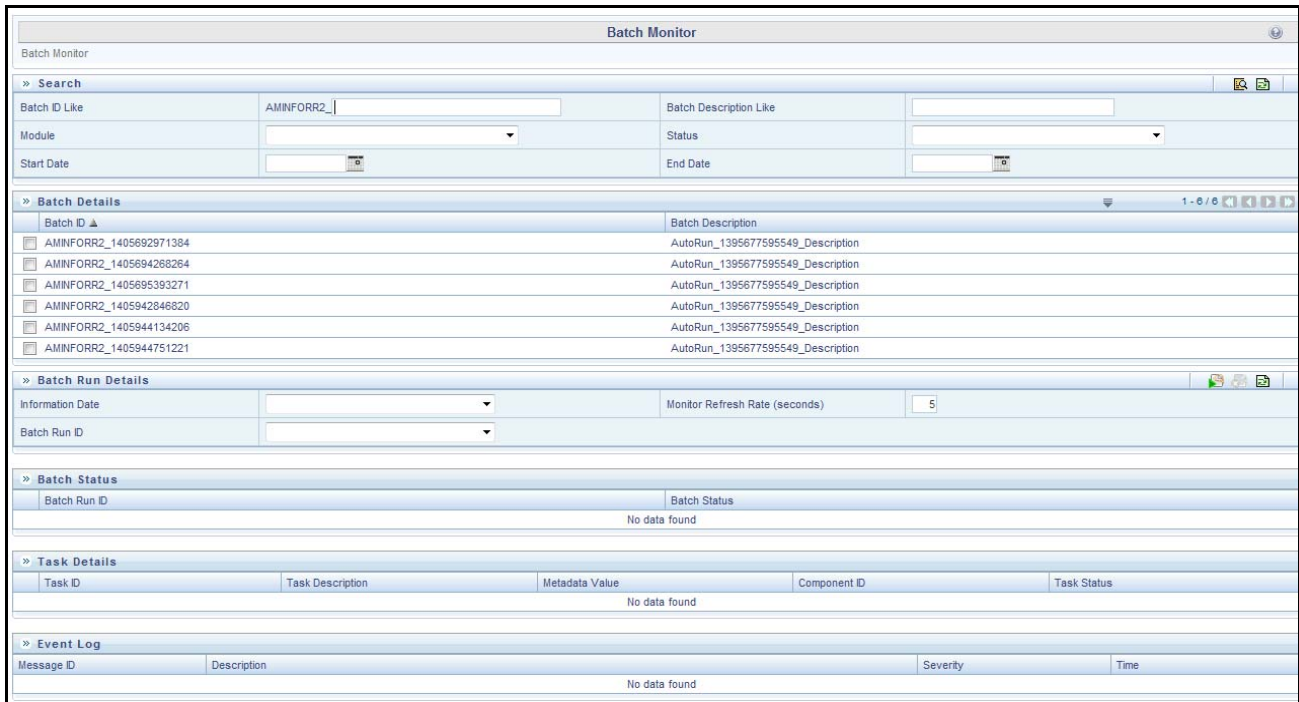 Batch Monitor
Batch Monitor
» Search
Batch ID Like AMINFORR2_ Batch Description Like
Module Status
Start Date End Date
» Batch Details 1 - 6 / 6
Batch ID Batch Description
AMINFORR2_1405692971384 AutoRun_1395677595549_Description
AMINFORR2_1405694268264 AutoRun_1395677595549_Description
AMINFORR2_1405695393271 AutoRun_1395677595549_Description
AMINFORR2_1405942846820 AutoRun_1395677595549_Description
AMINFORR2_1405944134206 AutoRun_1395677595549_Description
AMINFORR2_1405944751221 AutoRun_1395677595549_Description
» Batch Run Details
Information Date Monitor Refresh Rate (seconds) 5
Batch Run ID
» Batch Status
Batch Run ID Batch Status
No data found
» Task Details
Task ID Task Description Metadata Value Component ID Task Status
No data found
» Event Log
Message ID Description Severity Time
No data found